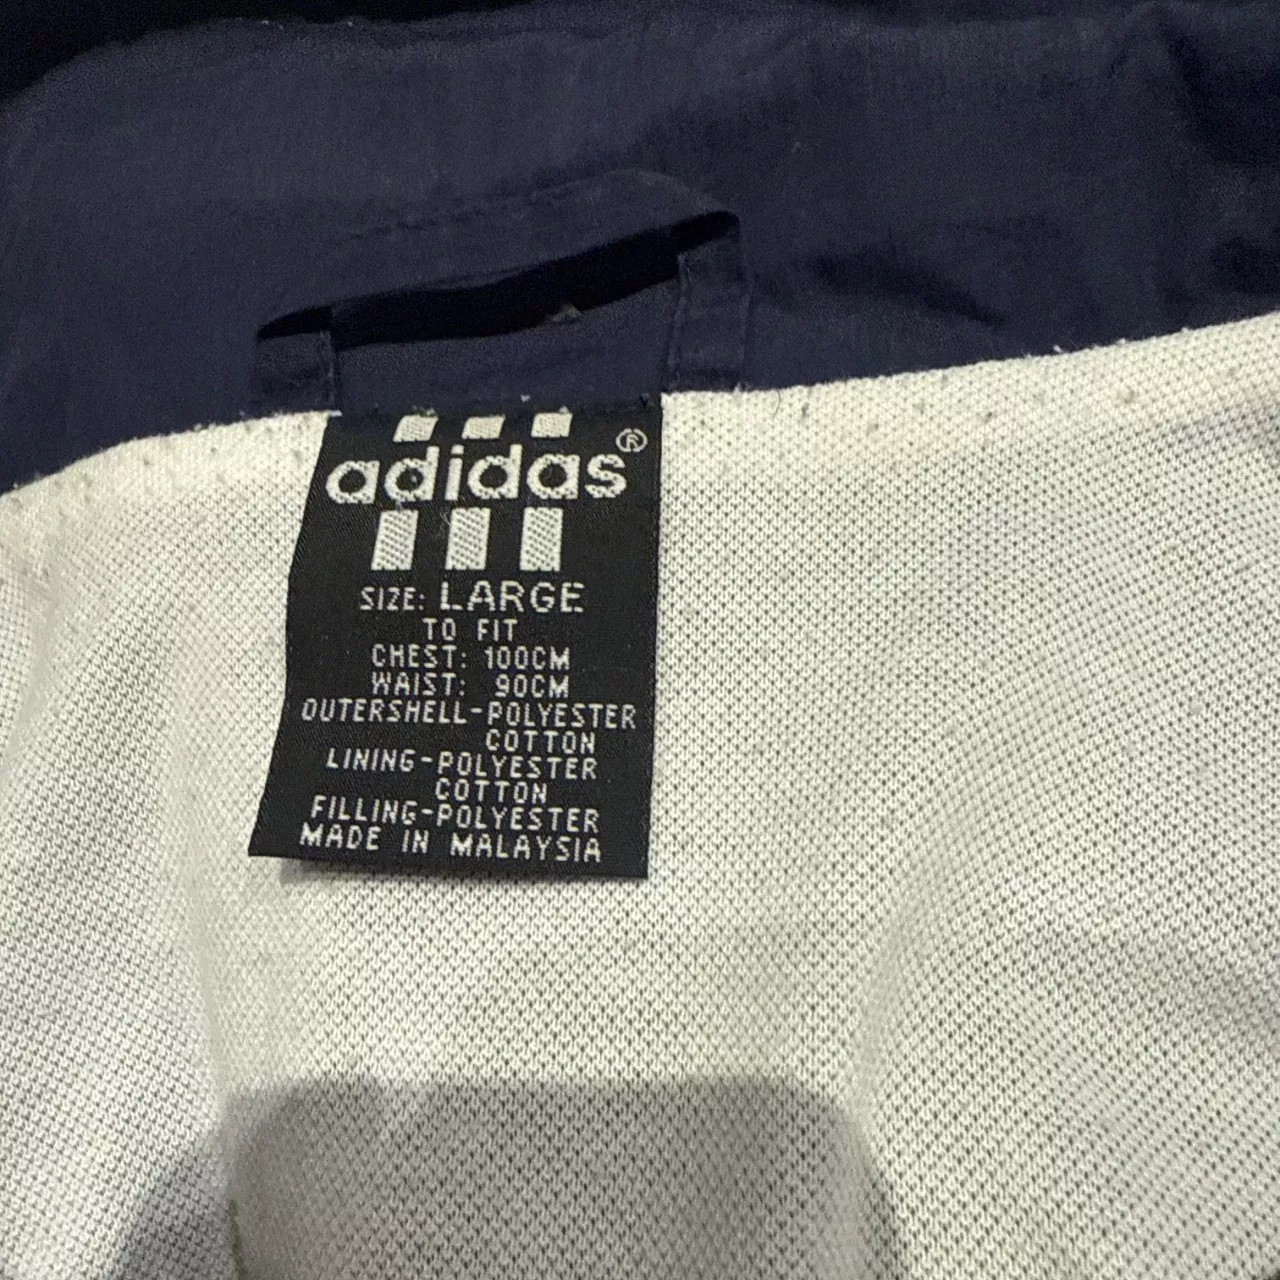 adidas®
SIZE: LARGE
TO FIT
CHEST: 100CM
WAIST: 90CM
OUTERSHELL-POLYESTER
COTTON
LINING-POLYESTER
COTTON
FILLING-POLYESTER
MADE IN MALAYSIA